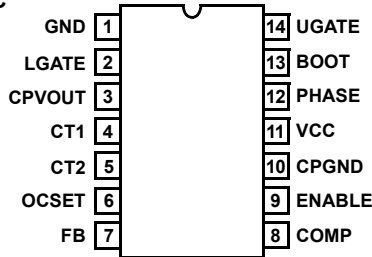 GND 1 14 UGATE
LGATE 2 13 BOOT
CPVOUT 3 12 PHASE
CT1 4 11 VCC
CT2 5 10 CPGND
OCSET 6 9 ENABLE
FB 7 8 COMP